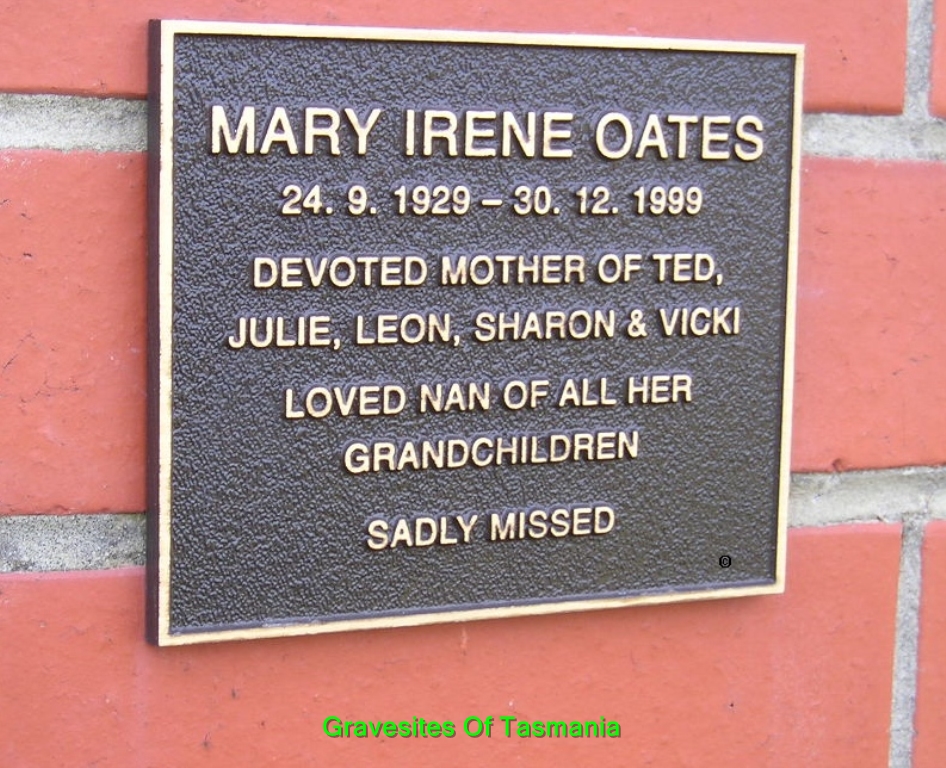 MARY IRENE OATES
24. 9. 1929 – 30. 12. 1999
DEVOTED MOTHER OF TED,
JULIE, LEON, SHARON & VICKI
LOVED NAN OF ALL HER
GRANDCHILDREN
SADLY MISSED
©
Gravesites Of Tasmania